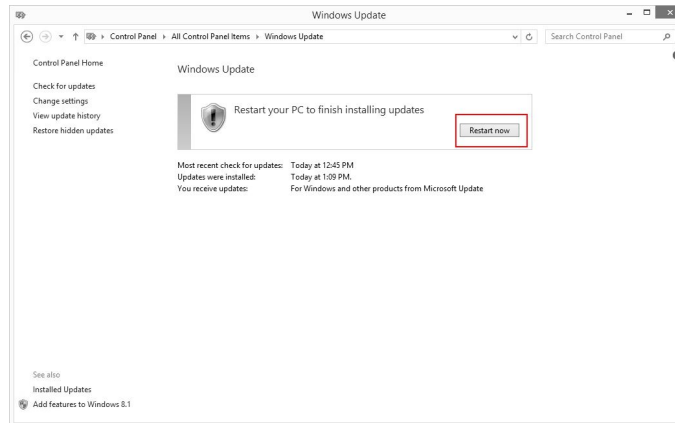 Windows Update
Control Panel All Control Panel Items Windows Update
Search Control Panel
Control Panel Home
Check for updates
Change settings
View update history
Restore hidden updates
Windows Update
Restart your PC to finish installing updates
Restart now
Most recent check for updates: Today at 12:45 PM
Updates were installed: Today at 1:09 PM.
You receive updates: For Windows and other products from Microsoft Update
See also
Installed Updates
Add features to Windows 8.1